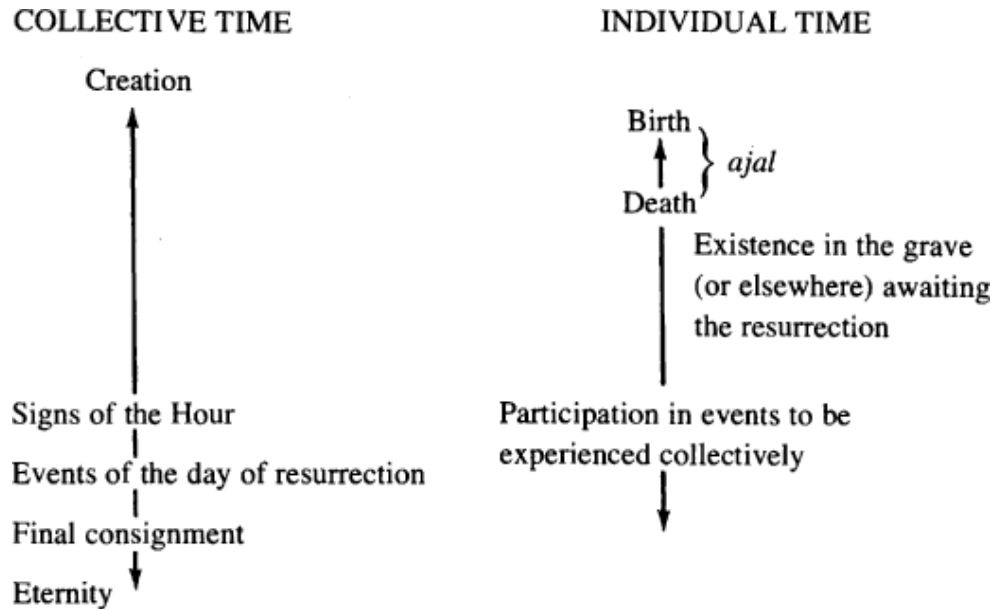 COLLECTIVE TIME
Creation
Signs of the Hour
Events of the day of resurrection
Final consignment
Eternity
INDIVIDUAL TIME
Birth
ajal
Death
Existence in the grave
(or elsewhere) awaiting
the resurrection
Participation in events to be
experienced collectively